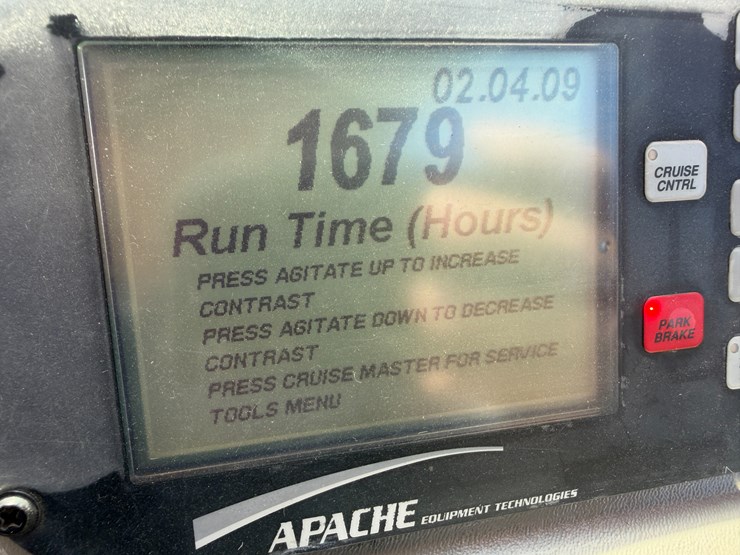 02.04.09
1679
Run Time (Hours)
PRESS AGITATE UP TO INCREASE
CONTRAST
PRESS AGITATE DOWN TO DECREASE
CONTRAST
PRESS CRUISE MASTER FOR SERVICE
TOOLS MENU
CRUISE
CNTRL
PARK
BRAKE
APACHE EQUIPMENT TECHNOLOGIES